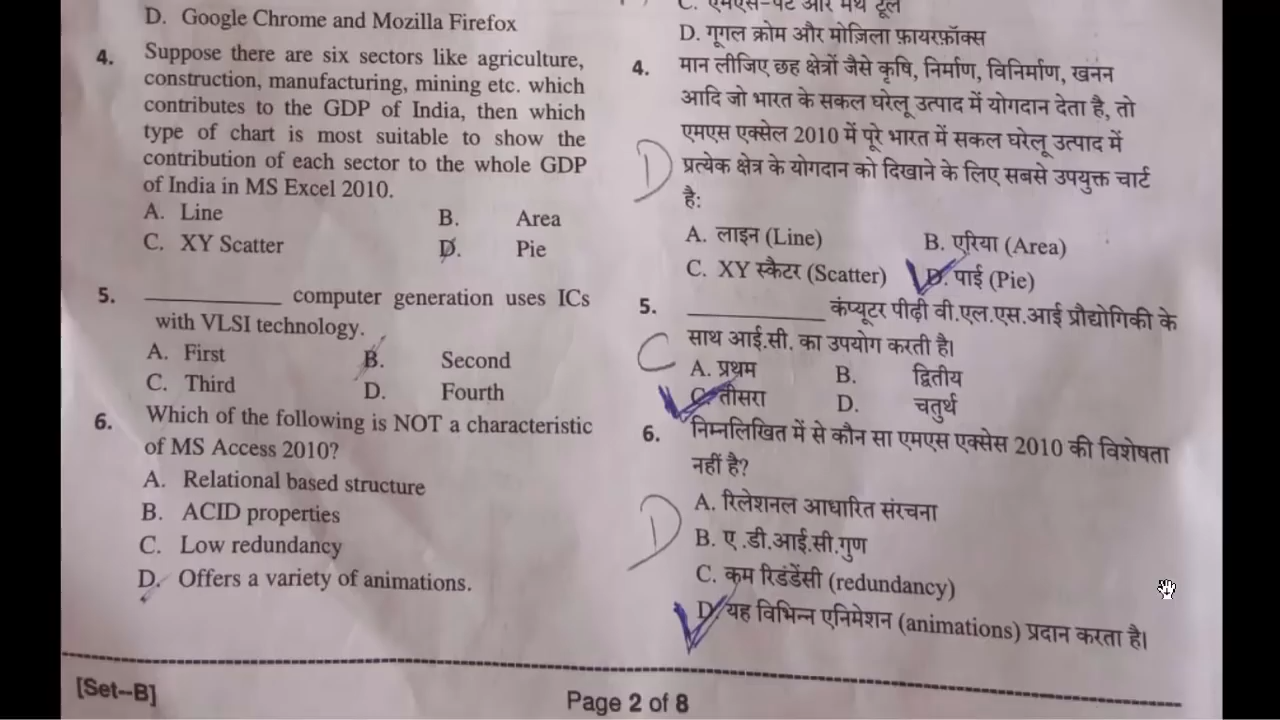 D. Google Chrome and Mozilla Firefox
4. Suppose there are six sectors like agriculture,
construction, manufacturing, mining etc. which
contributes to the GDP of India, then which
type of chart is most suitable to show the
contribution of each sector to the whole GDP
of India in MS Excel 2010.
A. Line B. Area
C. XY Scatter D. Pie
5. ____________ computer generation uses ICs
with VLSI technology.
A. First B. Second
C. Third D. Fourth
6. Which of the following is NOT a characteristic
of MS Access 2010?
A. Relational based structure
B. ACID properties
C. Low redundancy
D. Offers a variety of animations.
D. गूगल क्रोम और मोज़िला फ़ायरफ़ॉक्स
4. मान लीजिए छह क्षेत्रों जैसे कृषि, निर्माण, विनिर्माण, खनन
आदि जो भारत के सकल घरेलू उत्पाद में योगदान देता है, तो
एमएस एक्सेल 2010 में पूरे भारत में सकल घरेलू उत्पाद में
D प्रत्येक क्षेत्र के योगदान को दिखाने के लिए सबसे उपयुक्त चार्ट
है:
A. लाइन (Line) B. एरिया (Area)
C. XY स्कैटर (Scatter) D. पाई (Pie)
5. ____________ कंप्यूटर पीढ़ी वी.एल.एस.आई प्रौद्योगिकी के
C साथ आई.सी. का उपयोग करती है।
A. प्रथम B. द्वितीय
C. तीसरा D. चतुर्थ
6. निम्नलिखित में से कौन सा एमएस एक्सेस 2010 की विशेषता
नहीं है?
A. रिलेशनल आधारित संरचना
D B. ए .डी.आई.सी.गुण
C. कम रिडंडेंसी (redundancy)
D. यह विभिन्न एनिमेशन (animations) प्रदान करता है।
[Set--B] Page 2 of 8